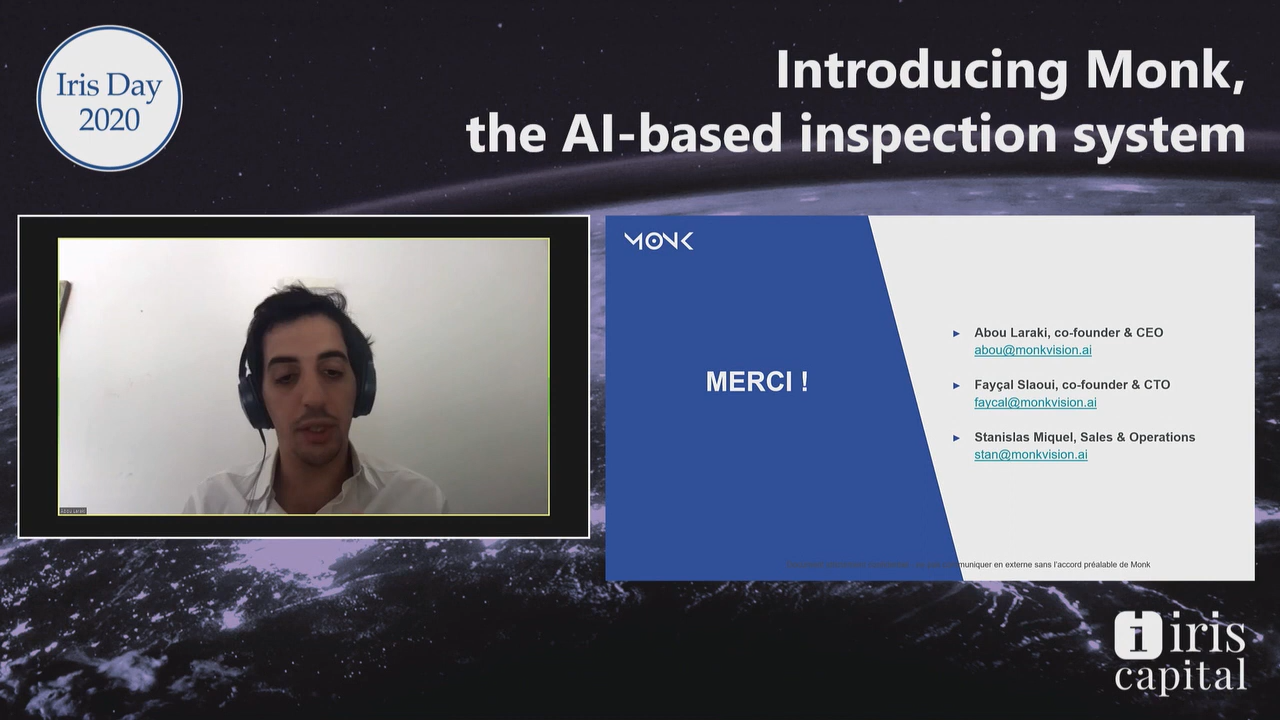 Iris Day
2020
Introducing Monk,
the AI-based inspection system
MONK
MERCI !
► Abou Laraki, co-founder & CEO
abou@monkvision.ai
► Fayçal Slaoui, co-founder & CTO
faycal@monkvision.ai
► Stanislas Miquel, Sales & Operations
stan@monkvision.ai
en externe sans l'accord préalable de Monk
Abou Laraki
i iris
capital